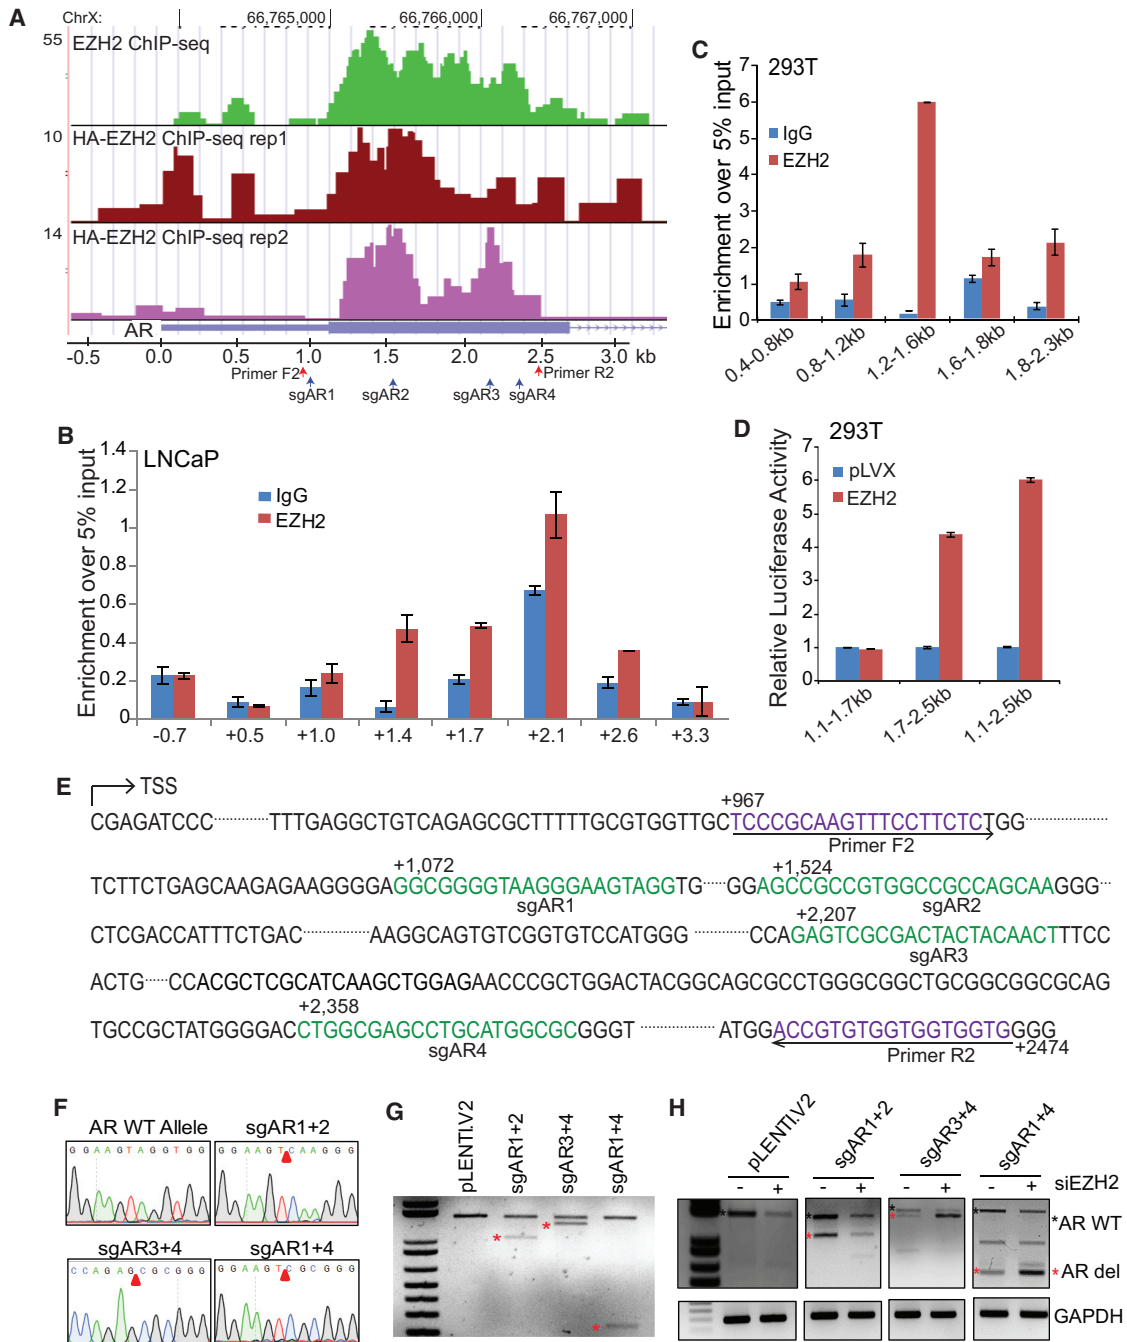 A
ChrX:
66,765,000
66,766,000
66,767,000
55
EZH2 ChIP-seq
10
HA-EZH2 ChIP-seq rep1
14
HA-EZH2 ChIP-seq rep2
AR
-0.5 0.0 0.5 1.0 1.5 2.0 2.5 3.0 kb
Primer F2
Primer R2
sgAR1 sgAR2 sgAR3 sgAR4
B
LNCaP
Enrichment over 5% input
IgG
EZH2
1.4
1.2
1
0.8
0.6
0.4
0.2
0
-0.7 +0.5 +1.0 +1.4 +1.7 +2.1 +2.6 +3.3
C
293T
Enrichment over 5% input
IgG
EZH2
7
6
5
4
3
2
1
0
0.4-0.8kb
0.8-1.2kb
1.2-1.6kb
1.6-1.8kb
1.8-2.3kb
D
293T
Relative Luciferase Activity
pLVX
EZH2
7
6
5
4
3
2
1
0
1.1-1.7kb
1.7-2.5kb
1.1-2.5kb
E
TSS
+967
CGAGATCCC TTTGAGGCTGTCAGAGCGCTTTTTGCGTGGTTGCTCCCGCAAGTTTCCTTCTCTGG
Primer F2
+1,072 +1,524
TCTTCTGAGCAAGAGAAGGGGAGGCGGGGTAAGGGAAGTAGGTG GGAGCCGCCGTGGCCGCCAGCAAGGG
sgAR1 sgAR2
+2,207
CTCGACCATTTCTGAC AAGGCAGTGTCGGTGTCCATGGG CCAGAGTCGCGACTACTACAACTTTCC
sgAR3
ACTG CCACGCTCGCATCAAGCTGGAGAACCCGCTGGACTACGGCAGCGCCTGGGCGGCTGCGGCGGCGCAG
+2,358
TGCCGCTATGGGGACCTGGCGAGCCTGCATGGCGCGGGT ATGGACCGTGTGGTGGTGGTGGGG
sgAR4
Primer R2 +2474
F
AR WT Allele
GGAAGTAGGTGG
sgAR1+2
GGAAGTCAAGGG
sgAR3+4
CCAGAGCGCGGG
sgAR1+4
GGAAGTCGCGGG
G
pLENTI.V2
sgAR1+2
sgAR3+4
sgAR1+4
*
*
*
H
pLENTI.V2
sgAR1+2
sgAR3+4
sgAR1+4
- + - + - + - + siEZH2
*AR WT
* AR del
GAPDH